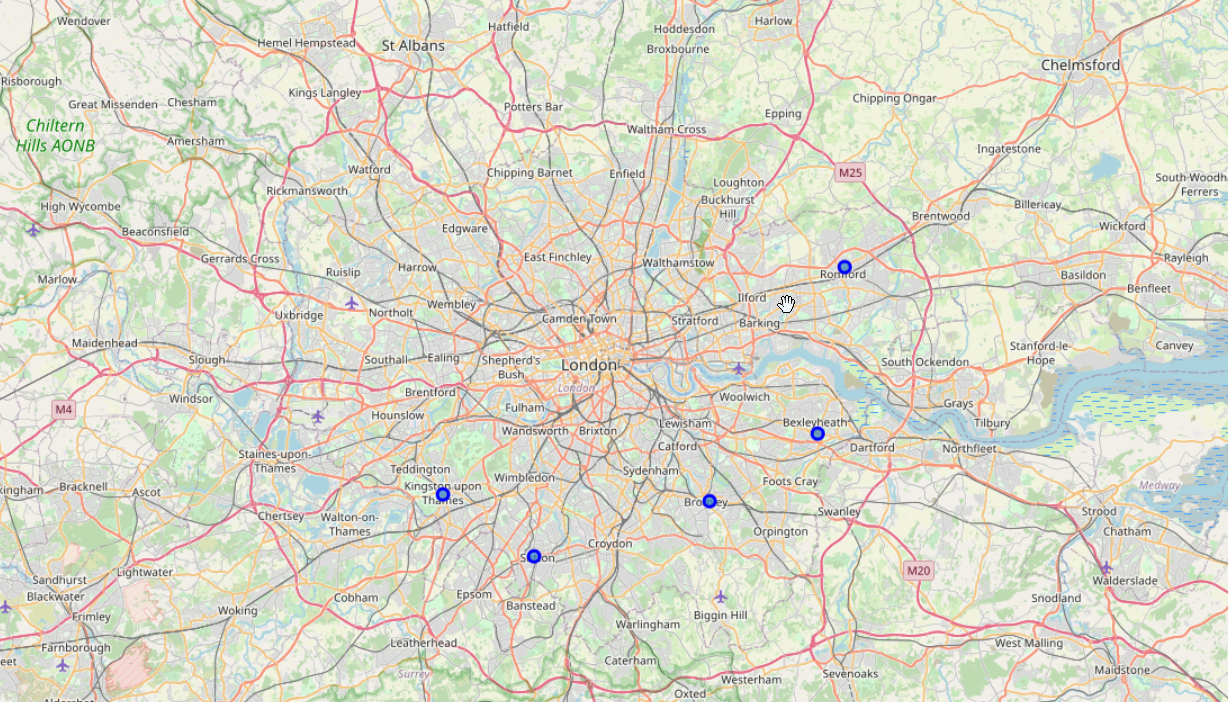 Wendover
Hatfield
Hoddesdon
Harlow
Hemel Hempstead
St Albans
Broxbourne
Chelmsford
Risborough
Great Missenden
Chesham
Kings Langley
Potters Bar
Chipping Ongar
Epping
Chiltern
Hills AONB
Amersham
Waltham Cross
Ingatestone
Watford
Chipping Barnet
Enfield
M25
Loughton
South Woodh
Ferrers
Rickmansworth
Buckhurst
Hill
High Wycombe
Billericay
Brentwood
Beaconsfield
Edgware
Wickford
Gerrards Cross
East Finchley
Walthamstow
Rayleigh
Marlow
Ruislip
Harrow
Romford
Basildon
Benfleet
Uxbridge
Northolt
Wembley
Camden Town
Stratford
Ilford
Barking
Maidenhead
Slough
Southall
Ealing
Shepherd's
Bush
London
South Ockendon
Stanford-le-
Hope
Canvey
Windsor
Brentford
London
Woolwich
M4
Hounslow
Fulham
Grays
Tilbury
Wandsworth
Brixton
Lewisham
Bexleyheath
Catford
Dartford
Northfleet
Staines-upon-
Thames
Teddington
Kingston upon
Thames
Wimbledon
Sydenham
Foots Cray
Medway
kingham
Bracknell
Ascot
Chertsey
Walton-on-
Thames
Bromley
Swanley
Strood
Chatham
Orpington
Croydon
Sutton
M20
Lightwater
Sandhurst
Blackwater
Frimley
Woking
Cobham
Epsom
Banstead
Biggin Hill
Warlingham
Walderslade
Snodland
Farnborough
Leatherhead
West Malling
eet
Surrey
Caterham
Oxted
Westerham
Sevenoaks
Maidstone